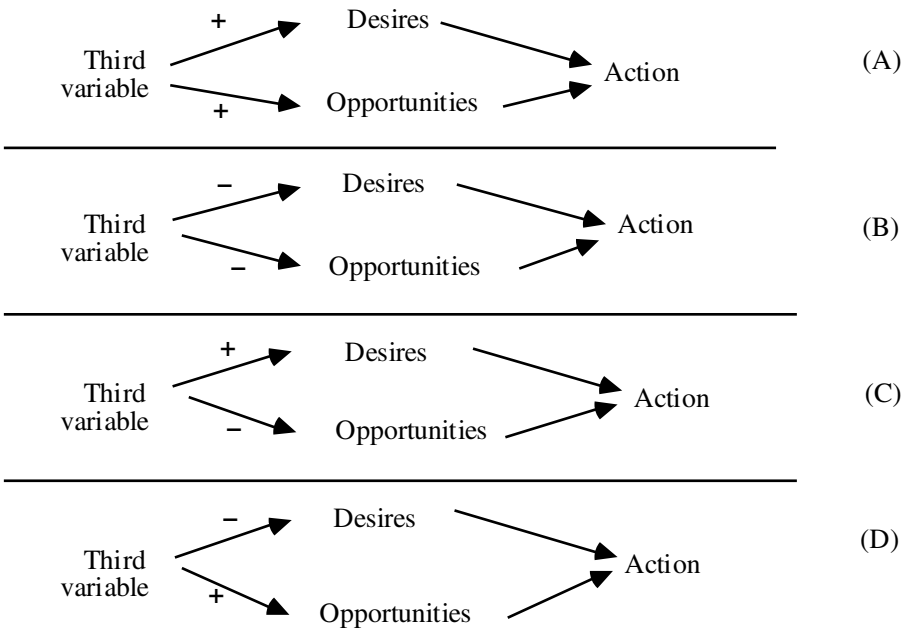 + Desires
Third
variable
Action (A)
+ Opportunities
– Desires
Third
variable
Action (B)
– Opportunities
+ Desires
Third
variable
Action (C)
– Opportunities
– Desires
Third
variable
Action (D)
+ Opportunities